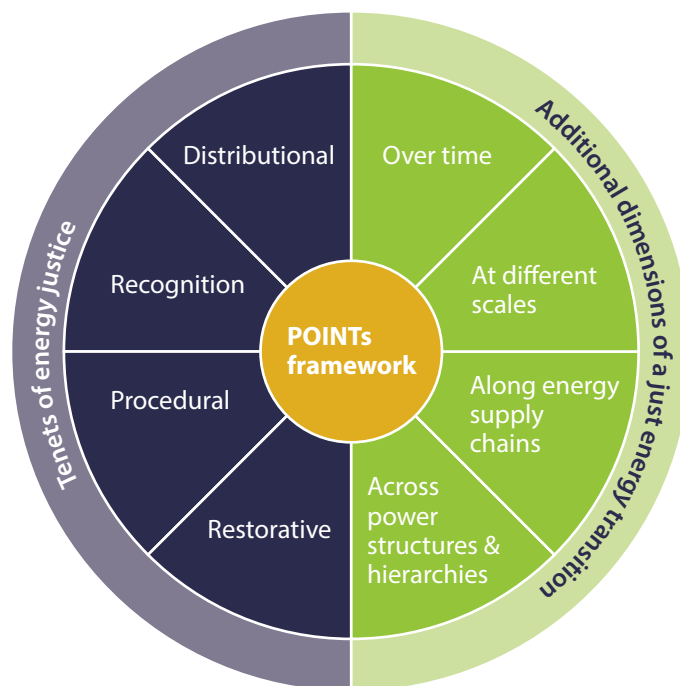 Tenets of energy justice
Distributional
Recognition
Procedural
Restorative
POINTs
framework
Additional dimensions of a just energy transition
Over time
At different
scales
Along energy
supply
chains
Across
power
structures &
hierarchies